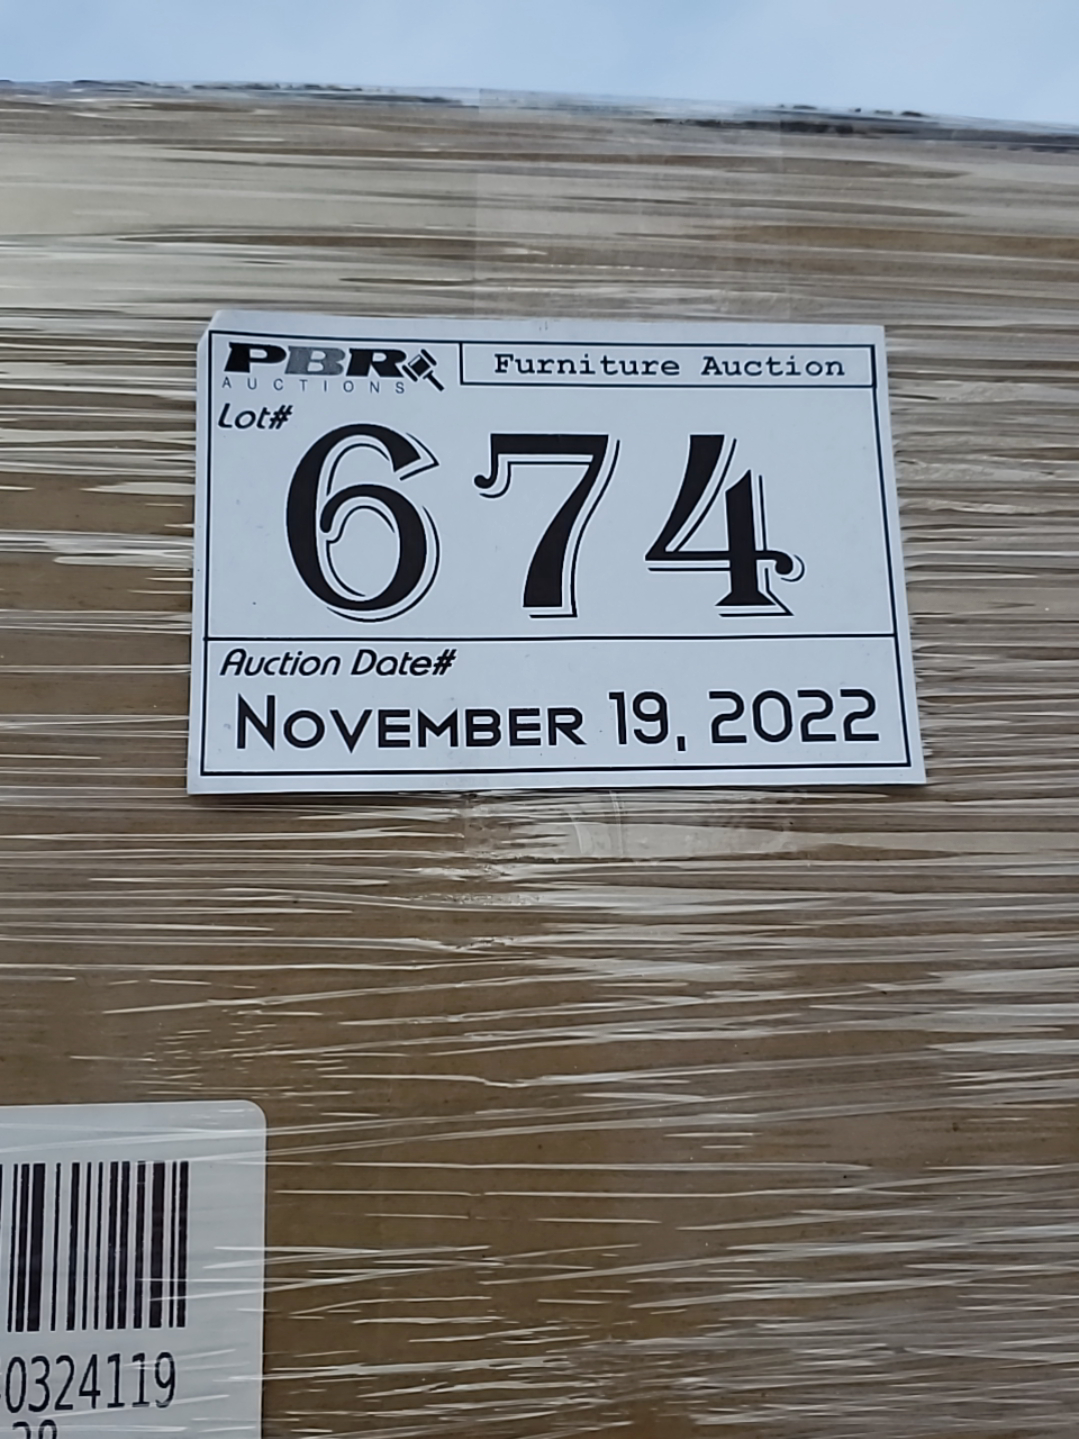 PBR
AUCTIONS
Furniture Auction
Lot#
674
Auction Date#
NOVEMBER 19, 2022
0324119